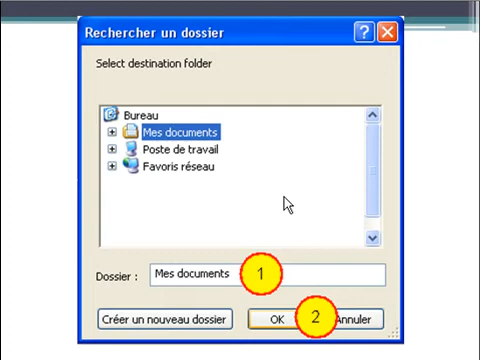 Rechercher un dossier
Select destination folder
Bureau
Mes documents
Poste de travail
Favoris réseau
Dossier : Mes documents 1
Créer un nouveau dossier OK 2 Annuler